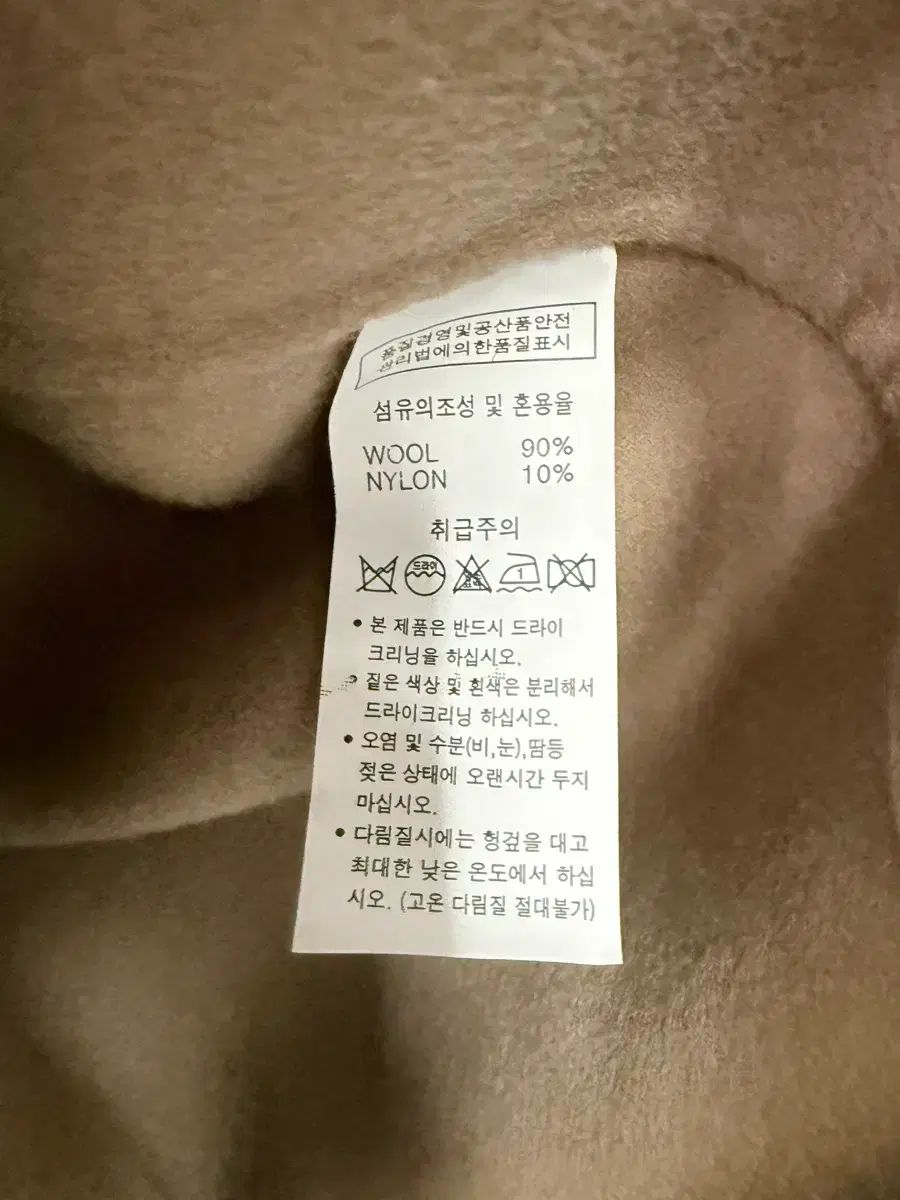 품질경영및공산품안전
관리법에의한품질표시
섬유의조성 및 혼용율
WOOL 90%
NYLON 10%
취급주의
드라이 1
• 본 제품은 반드시 드라이
크리닝을 하십시오.
• 짙은 색상 및 흰색은 분리해서
드라이크리닝 하십시오.
• 오염 및 수분(비,눈),땀등
젖은 상태에 오랜시간 두지
마십시오.
• 다림질시에는 헝겊을 대고
최대한 낮은 온도에서 하십
시오. (고온 다림질 절대불가)